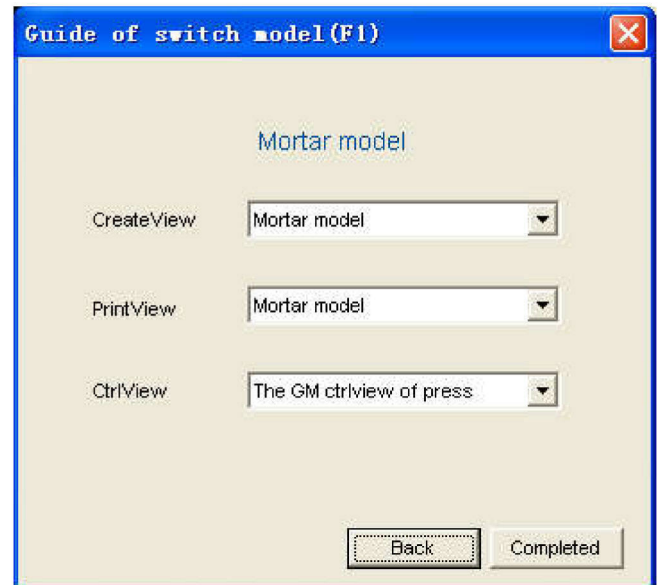 Guide of switch model(F1)
Mortar model
CreateView Mortar model
PrintView Mortar model
CtrlView The GM ctrlview of press
Back Completed